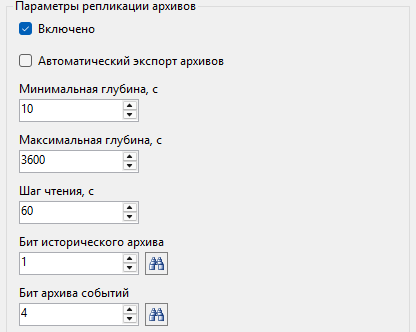 Параметры репликации архивов
Включено
Автоматический экспорт архивов
Минимальная глубина, с
10
Максимальная глубина, с
3600
Шаг чтения, с
60
Бит исторического архива
1
Бит архива событий
4